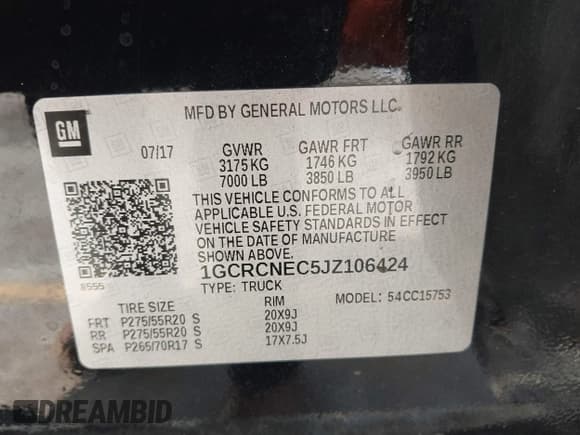 GM
MFD BY GENERAL MOTORS LLC
07/17 GVWR GAWR FRT GAWR RR
3175 KG 1746 KG 1792 KG
7000 LB 3850 LB 3950 LB
THIS VEHICLE CONFORMS TO ALL
APPLICABLE U.S. FEDERAL MOTOR
VEHICLE SAFETY STANDARDS IN EFFECT
ON THE DATE OF MANUFACTURE
SHOWN ABOVE.
1GCRCNEC5JZ106424
8555 TYPE: TRUCK
TIRE SIZE RIM MODEL: 54CC15753
FRT P275/55R20 S 20X9J
RR P275/55R20 S 20X9J
SPA P265/70R17 S 17X7.5J
DREAMBID